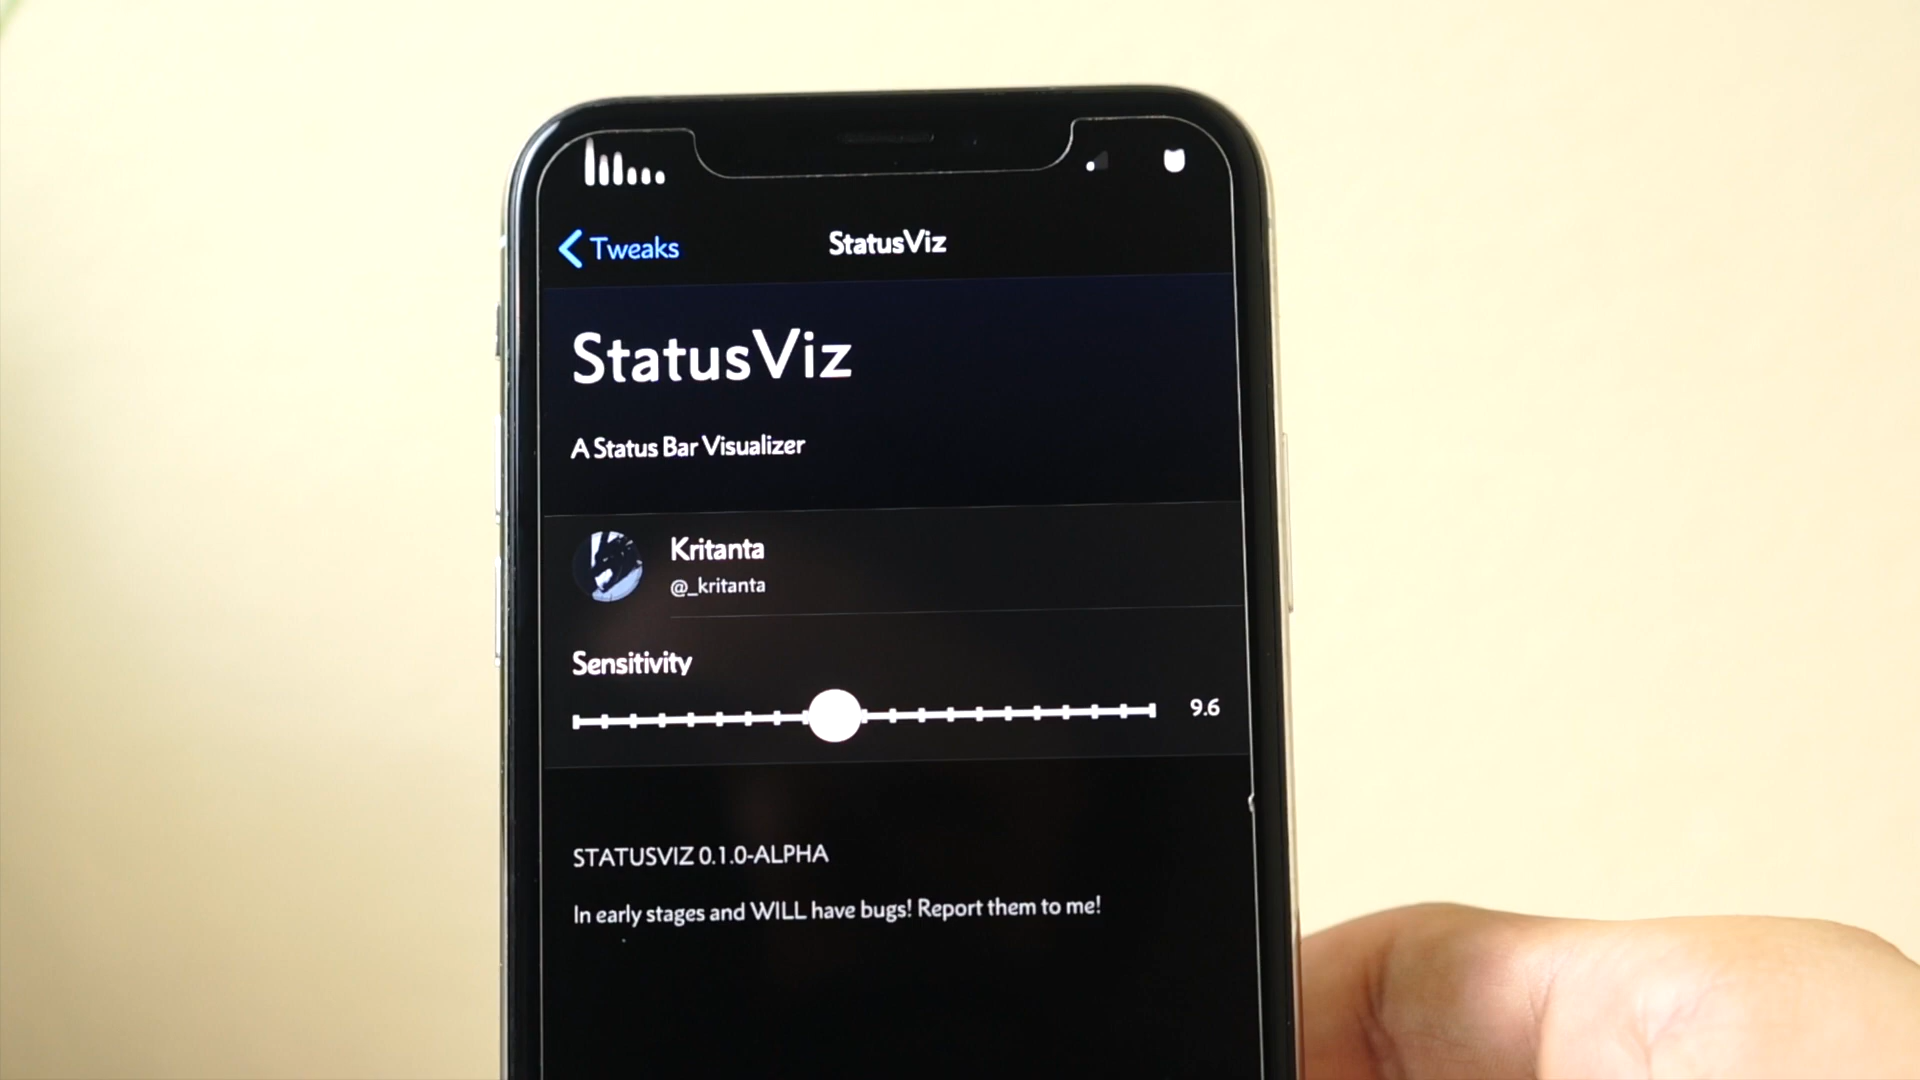 Tweaks
StatusViz
StatusViz
A Status Bar Visualizer
Kritanta
@_kritanta
Sensitivity
9.6
STATUSVIZ 0.1.0-ALPHA
In early stages and WILL have bugs! Report them to me!